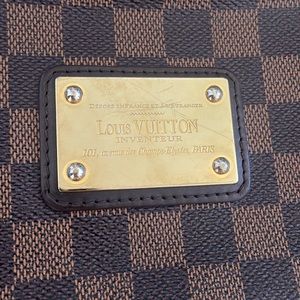 DÉPOSÉ EN FRANCE ET À L'ÉTRANGER
LOUIS VUITTON
INVENTEUR
101, avenue des Champs-Elysées, PARIS